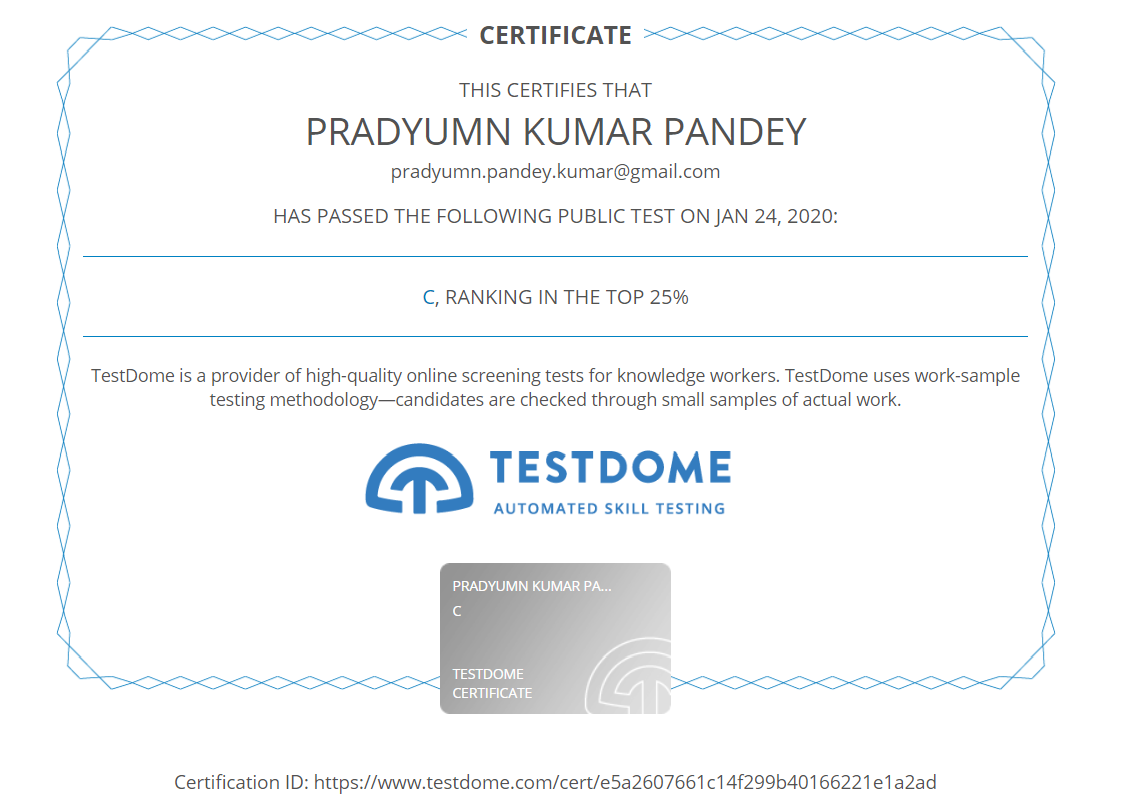 CERTIFICATE
THIS CERTIFIES THAT
PRADYUMN KUMAR PANDEY
pradyumn.pandey.kumar@gmail.com
HAS PASSED THE FOLLOWING PUBLIC TEST ON JAN 24, 2020:
C, RANKING IN THE TOP 25%
TestDome is a provider of high-quality online screening tests for knowledge workers. TestDome uses work-sample
testing methodology—candidates are checked through small samples of actual work.
TESTDOME
AUTOMATED SKILL TESTING
PRADYUMN KUMAR PA...
C
TESTDOME
CERTIFICATE
Certification ID: https://www.testdome.com/cert/e5a2607661c14f299b40166221e1a2ad